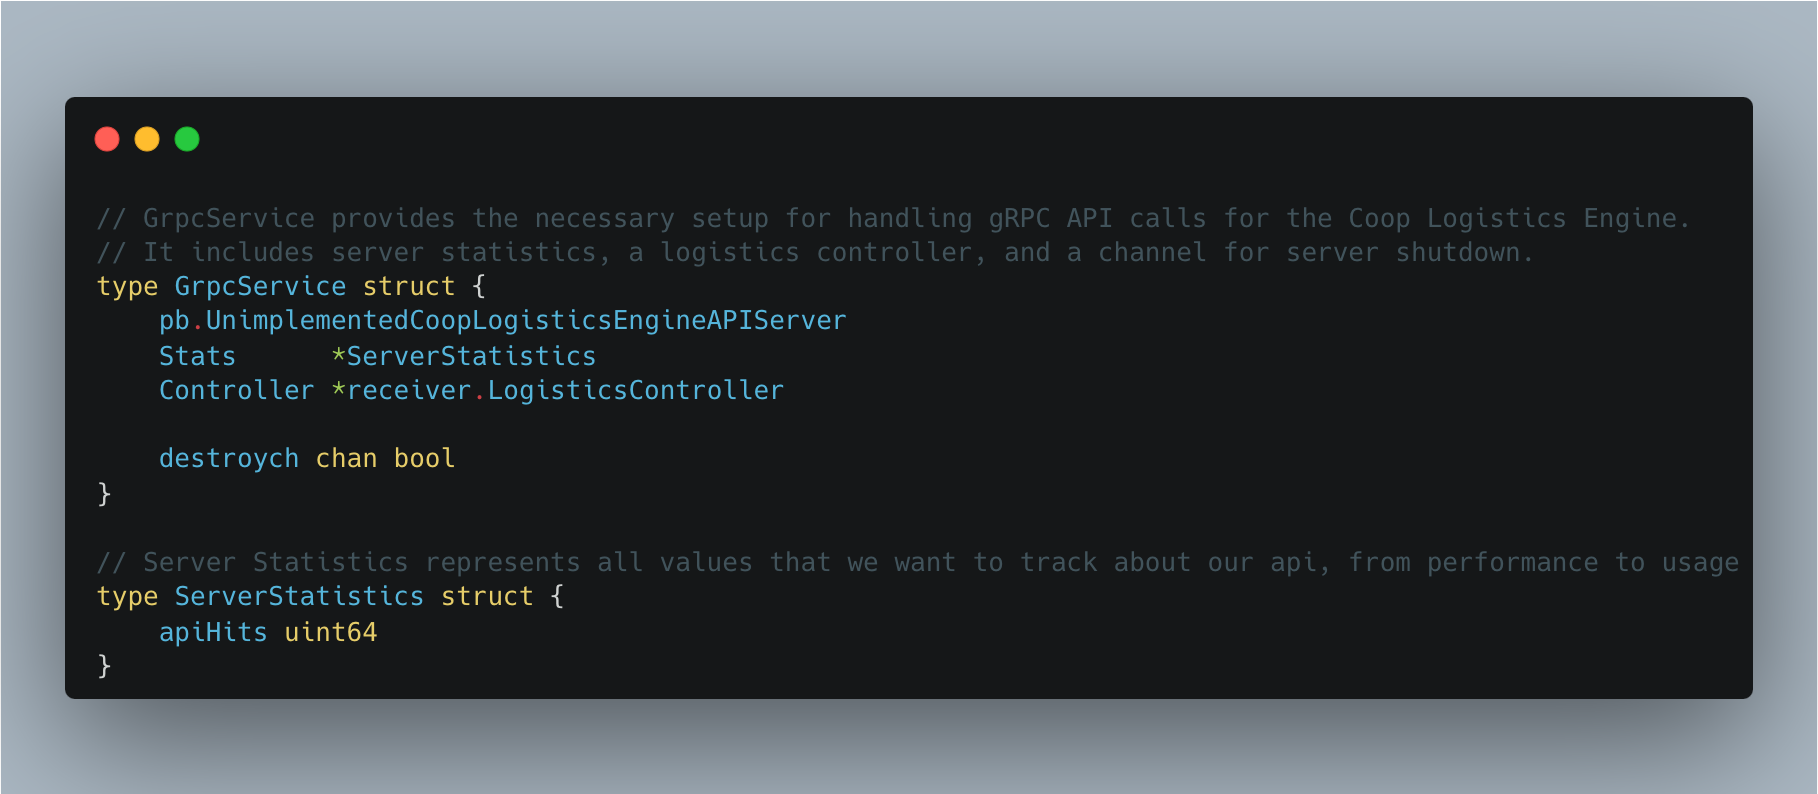 // GrpcService provides the necessary setup for handling gRPC API calls for the Coop Logistics Engine.
// It includes server statistics, a logistics controller, and a channel for server shutdown.
type GrpcService struct {
    pb.UnimplementedCoopLogisticsEngineAPIServer
    Stats      *ServerStatistics
    Controller *receiver.LogisticsController

    destroych chan bool
}

// Server Statistics represents all values that we want to track about our api, from performance to usage
type ServerStatistics struct {
    apiHits uint64
}